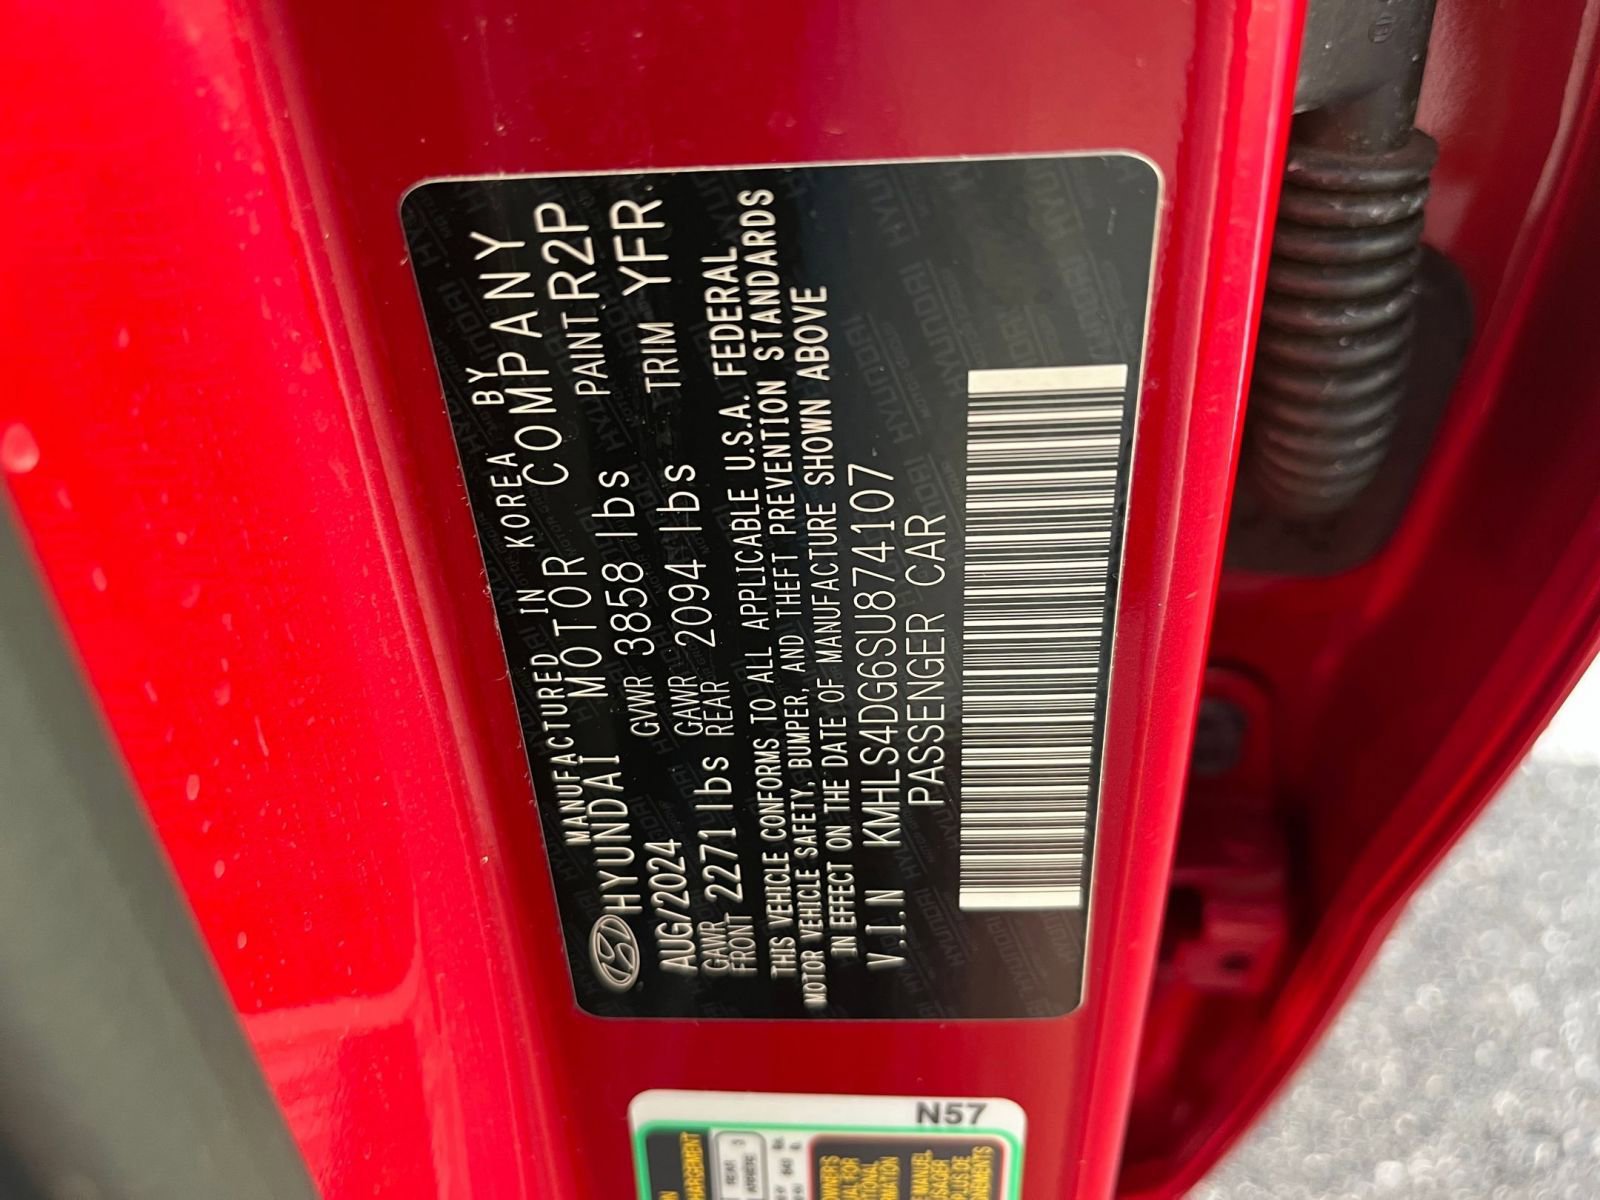 MANUFACTURED IN KOREA BY
HYUNDAI MOTOR COMPANY
AUG/2024 GVWR 3858 lbs PAINT R2P
GAWR FRONT 2271 lbs GAWR REAR 2094 lbs TRIM YFR
THIS VEHICLE CONFORMS TO ALL APPLICABLE U.S.A. FEDERAL
MOTOR VEHICLE SAFETY, BUMPER, AND THEFT PREVENTION STANDARDS
IN EFFECT ON THE DATE OF MANUFACTURE SHOWN ABOVE
V.I.N KMHLS4DG6SU874107
PASSENGER CAR
N57